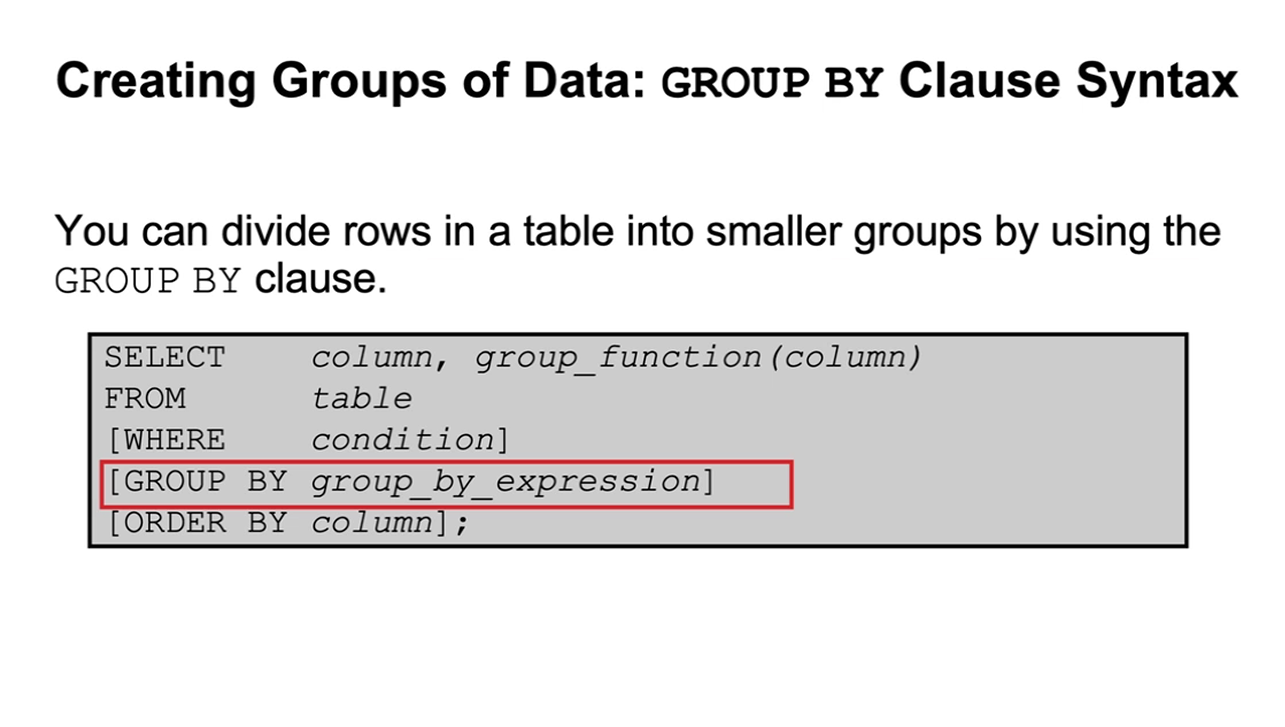 Creating Groups of Data: GROUP BY Clause Syntax
You can divide rows in a table into smaller groups by using the
GROUP BY clause.
SELECT column, group_function(column)
FROM table
[WHERE condition]
[GROUP BY group_by_expression]
[ORDER BY column];